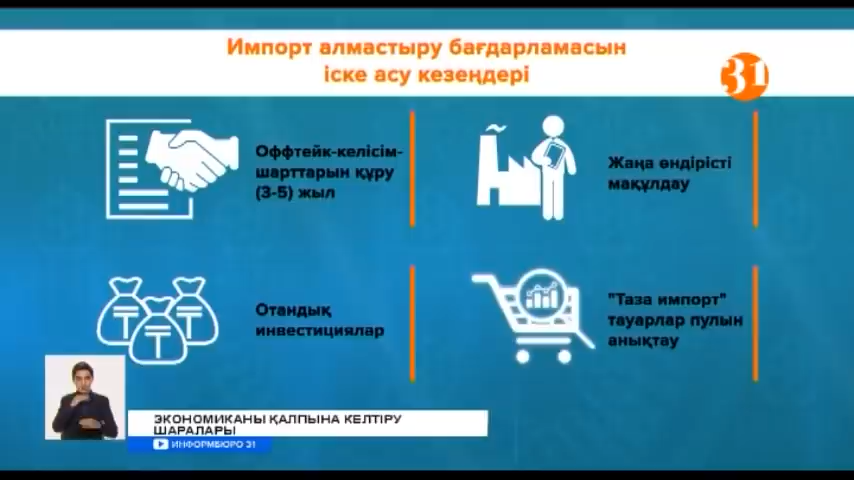 Импорт алмастыру бағдарламасын
іске асу кезеңдері
31
Оффтейк-келісім-
шарттарын құру
(3-5) жыл
Жаңа өндірісті
мақұлдау
Отандық
инвестициялар
"Таза импорт"
тауарлар пулын
анықтау
ЭКОНОМИКАНЫ ҚАЛПЫНА КЕЛТІРУ
ШАРАЛАРЫ
ИНФОРМБЮРО 31